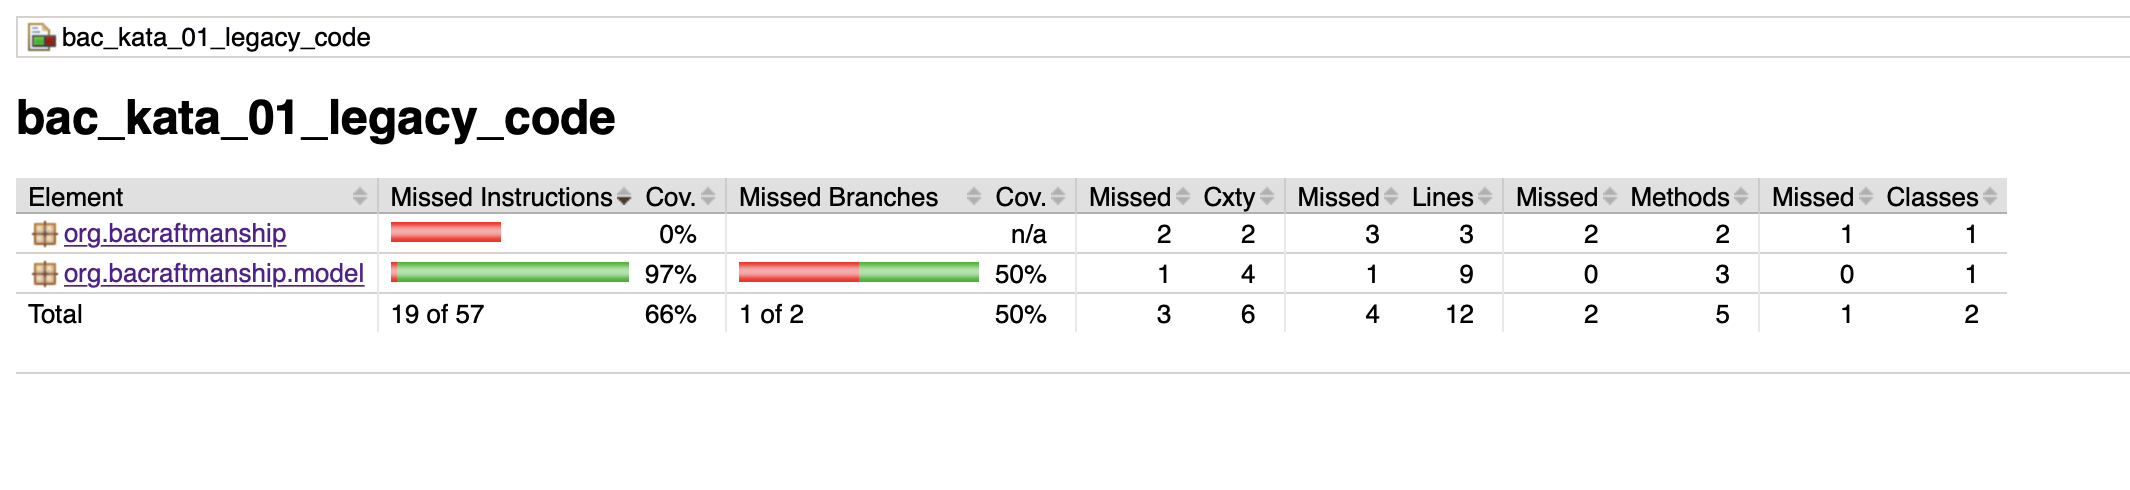 bac_kata_01_legacy_code
bac_kata_01_legacy_code
Element Missed Instructions Cov. Missed Branches Cov. Missed Cxty Missed Lines Missed Methods Missed Classes
org.bacraftmanship 0% n/a 2 2 3 3 2 2 1 1
org.bacraftmanship.model 97% 50% 1 4 1 9 0 3 0 1
Total 19 of 57 66% 1 of 2 50% 3 6 4 12 2 5 1 2